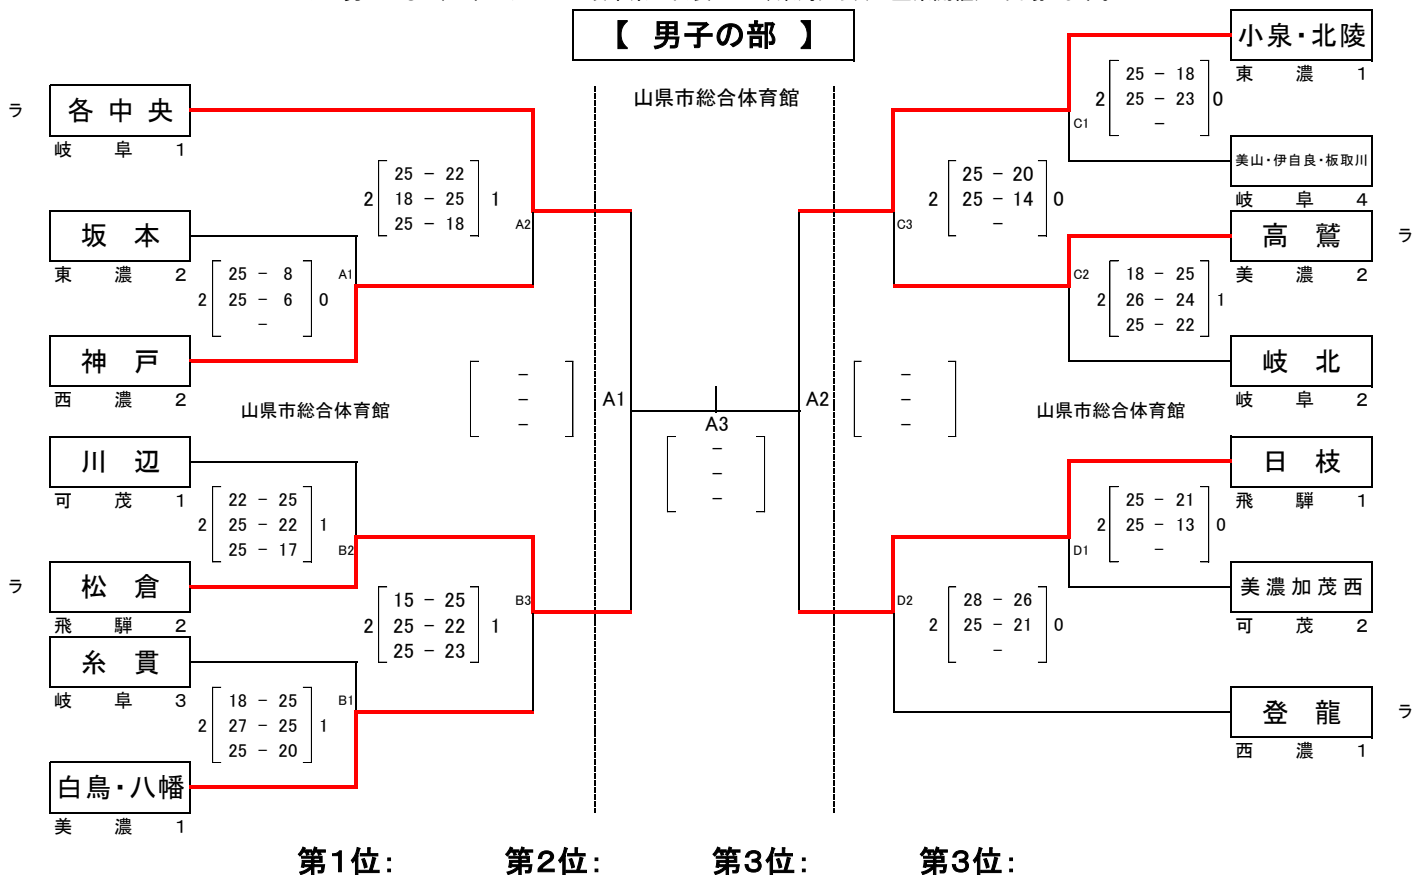 【 男子の部 】
山県市総合体育館
ラ
各中央
岐阜1
坂本
東濃2
神戸
西濃2
川辺
可茂1
ラ
松倉
飛騨2
糸貫
岐阜3
白鳥・八幡
美濃1
2 25 - 8 0
25 - 6
-
A1
2 25 - 22 1
18 - 25
25 - 18
A2
山県市総合体育館
2 22 - 25 1
25 - 22
25 - 17
B2
2 18 - 25 1
27 - 25
25 - 20
B1
2 15 - 25 1
25 - 22
25 - 23
B3
-
-
-
A1
A3
-
-
-
A2
-
-
-
小泉・北陵
東濃1
美山・伊自良・板取川
岐阜4
高鷲
美濃2
ラ
岐北
岐阜2
日枝
飛騨1
美濃加茂西
可茂2
登龍
西濃1
ラ
2 25 - 18 0
25 - 23
-
C1
2 25 - 20 0
25 - 14
-
C3
2 18 - 25 1
26 - 24
25 - 22
C2
山県市総合体育館
2 25 - 21 0
25 - 13
-
D1
2 28 - 26 0
25 - 21
-
D2
第1位: 第2位: 第3位: 第3位: